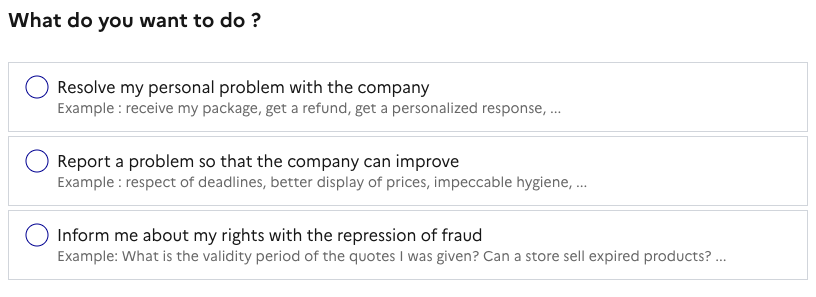 What do you want to do ?
Resolve my personal problem with the company
Example : receive my package, get a refund, get a personalized response, ...
Report a problem so that the company can improve
Example : respect of deadlines, better display of prices, impeccable hygiene, ...
Inform me about my rights with the repression of fraud
Example: What is the validity period of the quotes I was given? Can a store sell expired products? ...